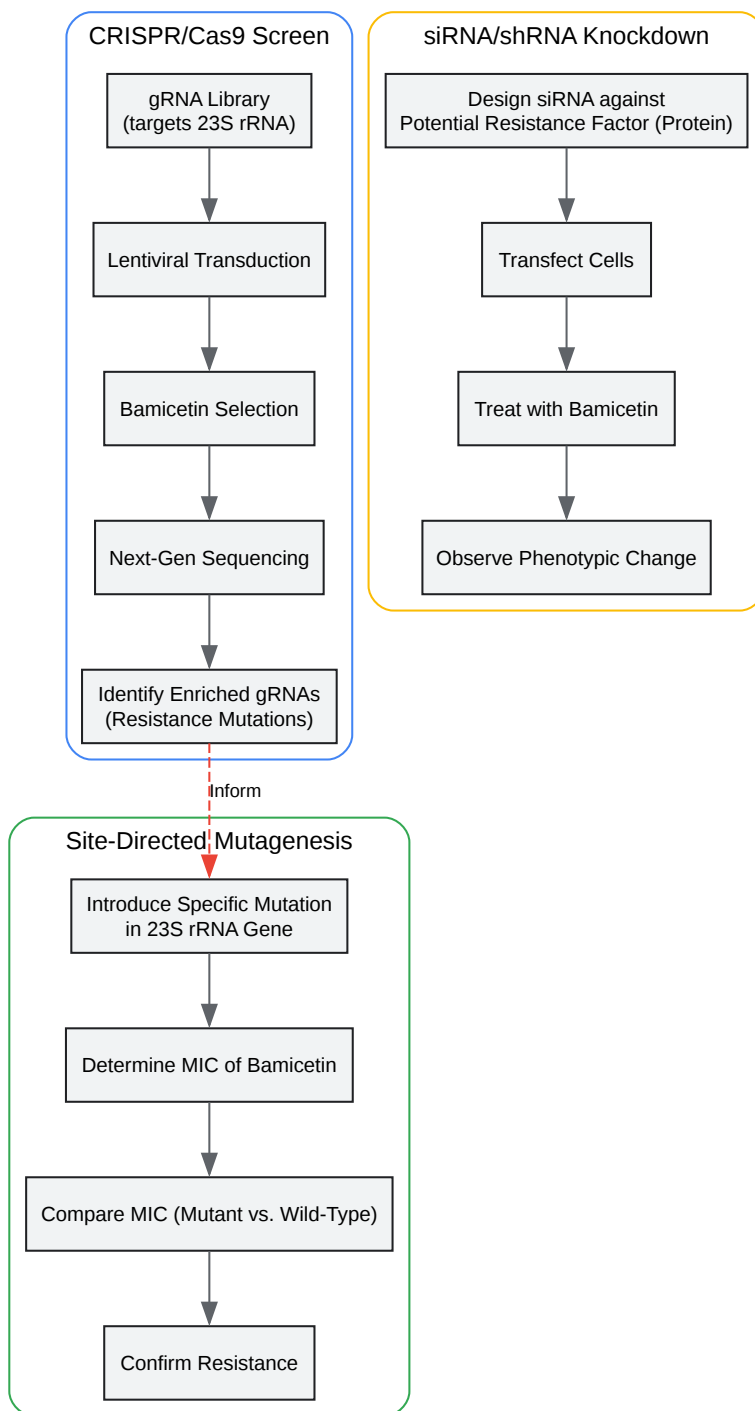 CRISPR/Cas9 Screen
gRNA Library
(targets 23S rRNA)
Lentiviral Transduction
Bamicetin Selection
Next-Gen Sequencing
Identify Enriched gRNAs
(Resistance Mutations)
siRNA/shRNA Knockdown
Design siRNA against
Potential Resistance Factor (Protein)
Transfect Cells
Treat with Bamicetin
Observe Phenotypic Change
Inform
Site-Directed Mutagenesis
Introduce Specific Mutation
in 23S rRNA Gene
Determine MIC of Bamicetin
Compare MIC (Mutant vs. Wild-Type)
Confirm Resistance